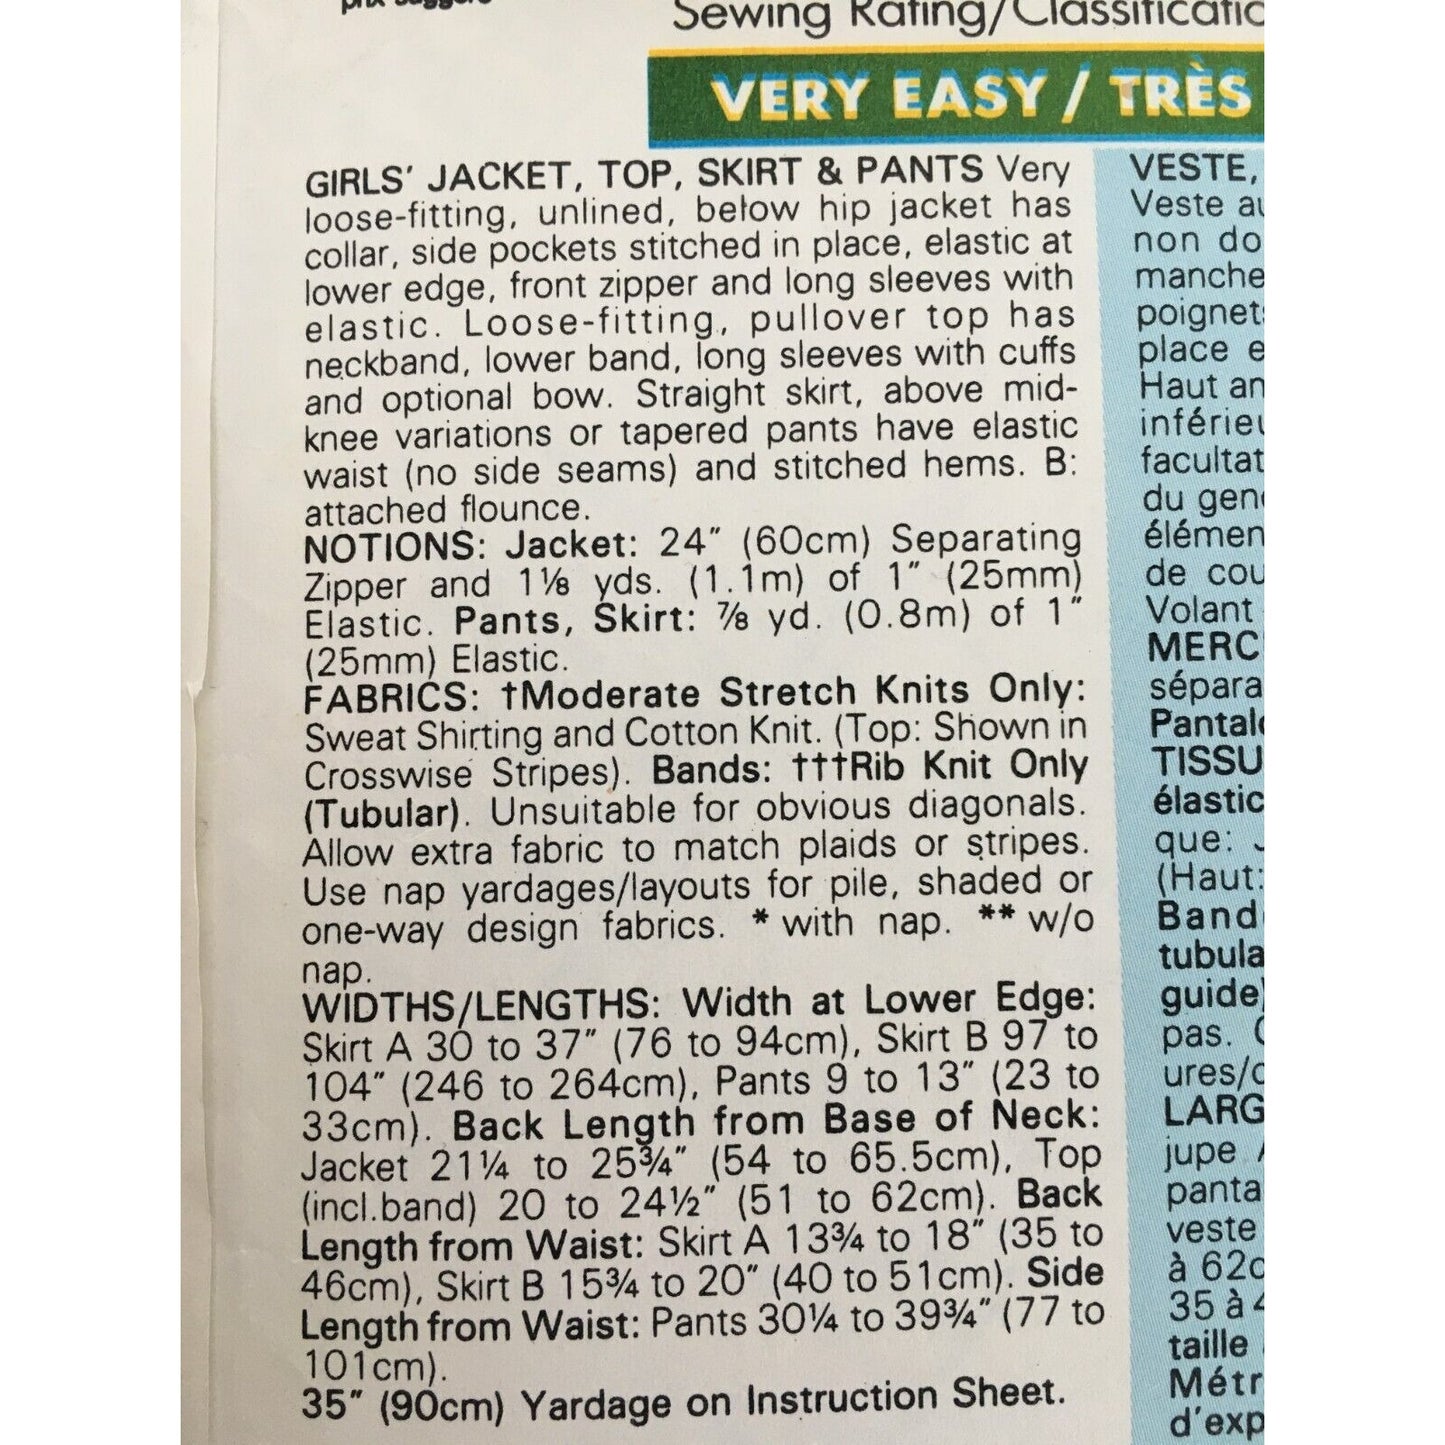 prix suggéré
Sewing Rating/Classificatio
VERY EASY / TRÈS
GIRLS' JACKET, TOP, SKIRT & PANTS Very
loose-fitting, unlined, below hip jacket has
collar, side pockets stitched in place, elastic at
lower edge, front zipper and long sleeves with
elastic. Loose-fitting, pullover top has
neckband, lower band, long sleeves with cuffs
and optional bow. Straight skirt, above mid-
knee variations or tapered pants have elastic
waist (no side seams) and stitched hems. B:
attached flounce.
NOTIONS: Jacket: 24" (60cm) Separating
Zipper and 1⅛ yds. (1.1m) of 1" (25mm)
Elastic. Pants, Skirt: ⅞ yd. (0.8m) of 1"
(25mm) Elastic.
FABRICS: †Moderate Stretch Knits Only:
Sweat Shirting and Cotton Knit. (Top: Shown in
Crosswise Stripes). Bands: †††Rib Knit Only
(Tubular). Unsuitable for obvious diagonals.
Allow extra fabric to match plaids or stripes.
Use nap yardages/layouts for pile, shaded or
one-way design fabrics. * with nap. ** w/o
nap.
WIDTHS/LENGTHS: Width at Lower Edge:
Skirt A 30 to 37" (76 to 94cm), Skirt B 97 to
104" (246 to 264cm), Pants 9 to 13" (23 to
33cm). Back Length from Base of Neck:
Jacket 21¼ to 25¾" (54 to 65.5cm), Top
(incl.band) 20 to 24½" (51 to 62cm). Back
Length from Waist: Skirt A 13¾ to 18" (35 to
46cm), Skirt B 15¾ to 20" (40 to 51cm). Side
Length from Waist: Pants 30¼ to 39¾" (77 to
101cm).
35" (90cm) Yardage on Instruction Sheet.
VESTE,
Veste au
non do
manche
poignet
place e
Haut an
inférieu
facultat
du gen
élémen
de cou
Volant
MERC
sépara
Pantal
TISSU
élastic
que: J
(Haut:
Band
tubula
guide)
pas.
ures/c
LARG
jupe
panta
veste
à 62c
35 à 4
taille
Métr
d'exp